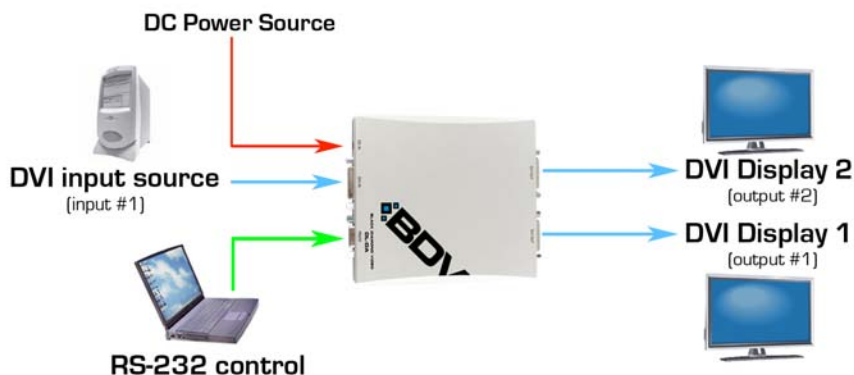 DC Power Source
DVI input source
(input #1)
RS-232 control
BDV
DVI Display 2
(output #2)
DVI Display 1
(output #1)